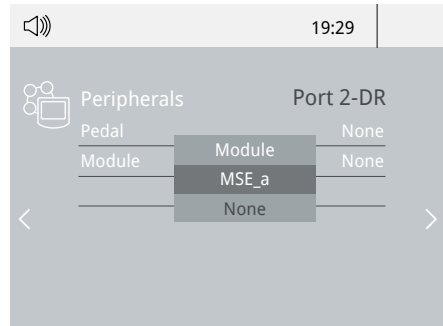 19:29
Peripherals Port 2-DR
Pedal None
Module None
Module
MSE_a
None